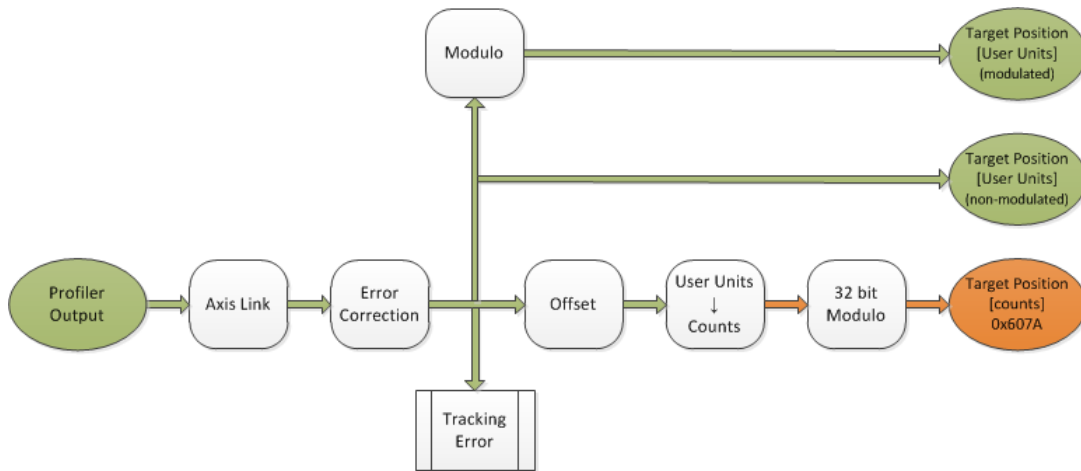 Modulo
Target Position
[User Units]
(modulated)
Target Position
[User Units]
(non-modulated)
Profiler
Output
Axis Link
Error
Correction
Offset
User Units
↓
Counts
32 bit
Modulo
Target Position
[counts]
0x607A
Tracking
Error